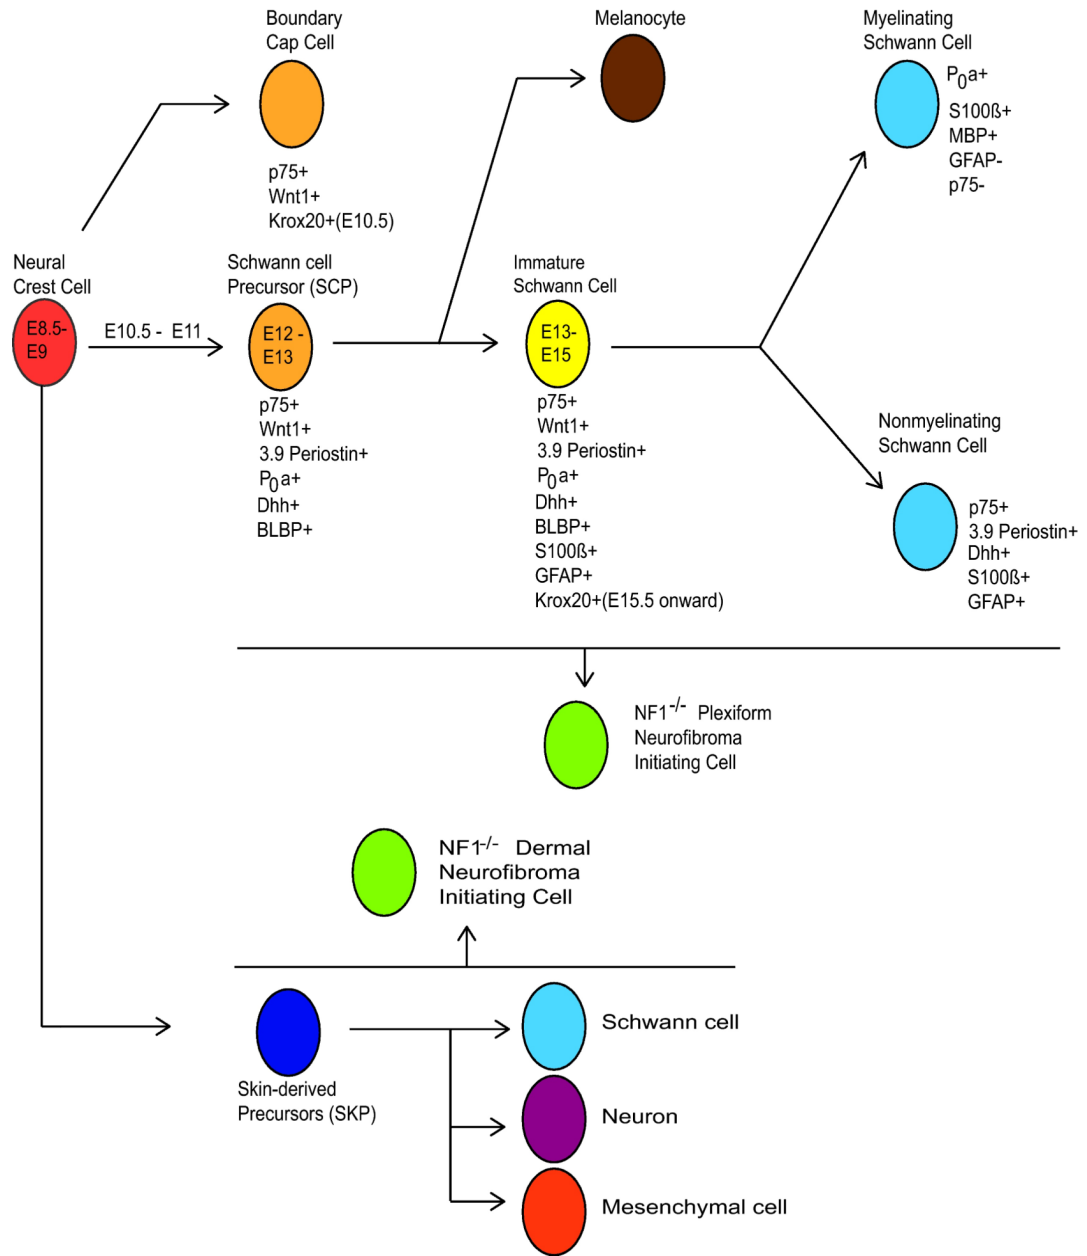 Boundary
Cap Cell
p75+
Wnt1+
Krox20+(E10.5)
Melanocyte
Myelinating
Schwann Cell
P0a+
S100ß+
MBP+
GFAP-
p75-
Neural
Crest Cell
E8.5-
E9
E10.5 - E11
Schwann cell
Precursor (SCP)
E12 -
E13
p75+
Wnt1+
3.9 Periostin+
P0a+
Dhh+
BLBP+
Immature
Schwann Cell
E13-
E15
p75+
Wnt1+
3.9 Periostin+
P0a+
Dhh+
BLBP+
S100ß+
GFAP+
Krox20+(E15.5 onward)
Nonmyelinating
Schwann Cell
p75+
3.9 Periostin+
Dhh+
S100ß+
GFAP+
NF1-/- Plexiform
Neurofibroma
Initiating Cell
NF1-/- Dermal
Neurofibroma
Initiating Cell
Skin-derived
Precursors (SKP)
Schwann cell
Neuron
Mesenchymal cell